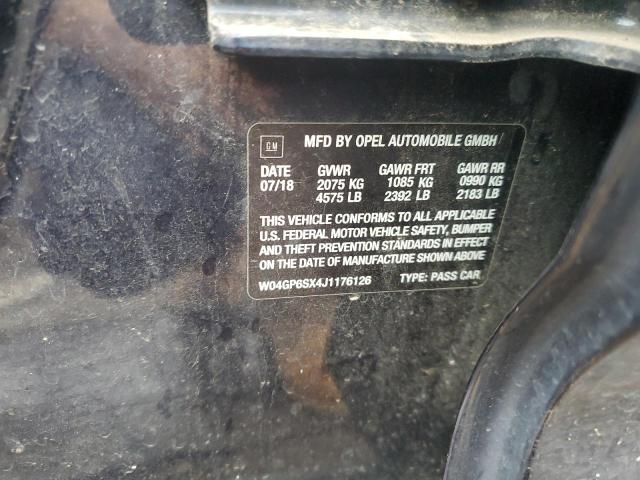 GM MFD BY OPEL AUTOMOBILE GMBH
DATE GVWR GAWR FRT GAWR RR
07/18 2075 KG 1085 KG 0990 KG
4575 LB 2392 LB 2183 LB
THIS VEHICLE CONFORMS TO ALL APPLICABLE
U.S. FEDERAL MOTOR VEHICLE SAFETY, BUMPER
AND THEFT PREVENTION STANDARDS IN EFFECT
ON THE DATE OF MANUFACTURE SHOWN ABOVE
W04GP6SX4J1176126 TYPE: PASS CAR